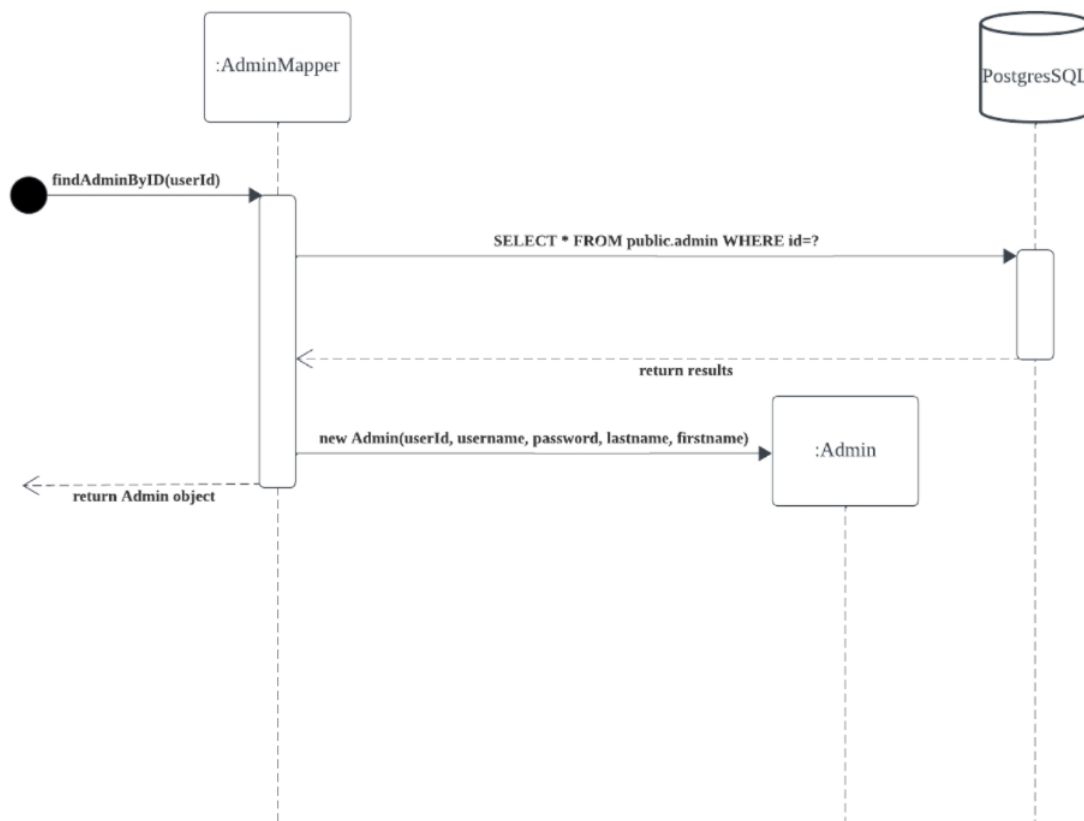 :AdminMapper
PostgresSQL
findAdminByID(userId)
SELECT * FROM public.admin WHERE id=?
return results
new Admin(userId, username, password, lastname, firstname)
:Admin
return Admin object